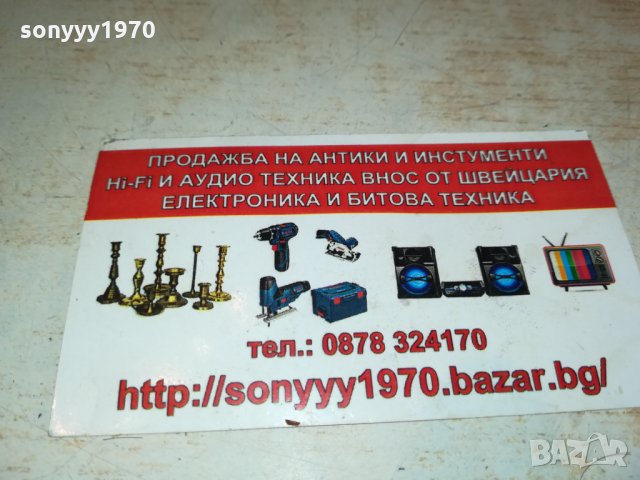 sonyyy1970
ПРОДАЖБА НА АНТИКИ И ИНСТУМЕНТИ
Hi-Fi И АУДИО ТЕХНИКА ВНОС ОТ ШВЕЙЦАРИЯ
ЕЛЕКТРОНИКА И БИТОВА ТЕХНИКА
тел.: 0878 324170
http://sonyyy1970.bazar.bg/
BAZAR